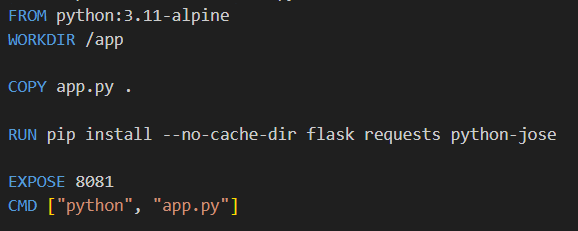 FROM python:3.11-alpine
WORKDIR /app
COPY app.py .
RUN pip install --no-cache-dir flask requests python-jose
EXPOSE 8081
CMD ["python", "app.py"]